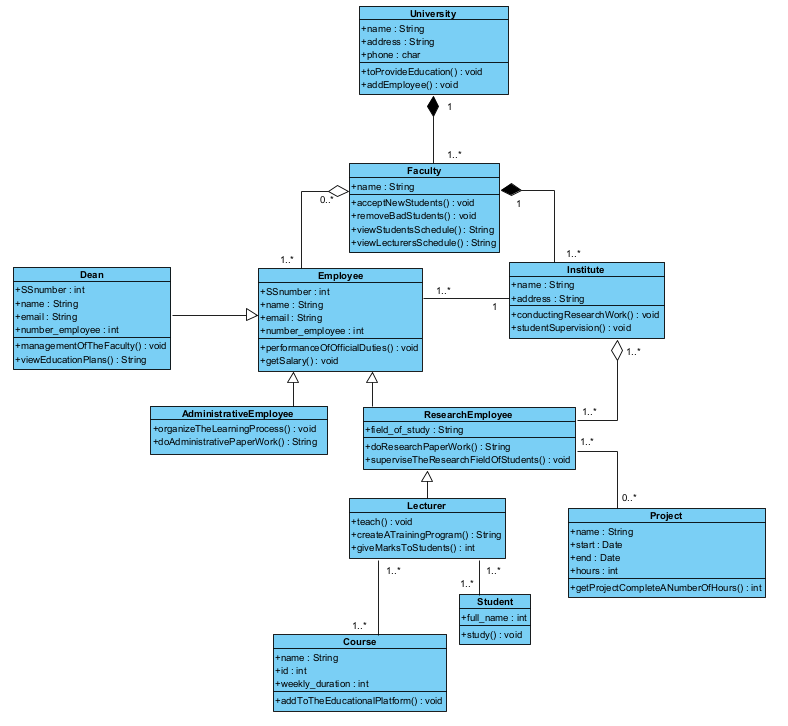 University
+name : String
+address : String
+phone : char
+toProvideEducation() : void
+addEmployee() : void
1
1..*
Faculty
+name : String
+acceptNewStudents() : void
+removeBadStudents() : void
+viewStudentsSchedule() : String
+viewLecturersSchedule() : String
0..*
1
1..*
1..*
Dean
+SSnumber : int
+name : String
+email : String
+number_employee : int
+managementOfTheFaculty() : void
+viewEducationPlans() : String
Employee
+SSnumber : int
+name : String
+email : String
+number_employee : int
+performanceOfOfficialDuties() : void
+getSalary() : void
1..*
1
Institute
+name : String
+address : String
+conductingResearchWork() : void
+studentSupervision() : void
1..*
1..*
AdministrativeEmployee
+organizeTheLearningProcess() : void
+doAdministrativePaperWork() : String
ResearchEmployee
+field_of_study : String
+doResearchPaperWork() : String
+superviseTheResearchFieldOfStudents() : void
1..*
0..*
Lecturer
+teach() : void
+createATrainingProgram() : String
+giveMarksToStudents() : int
Project
+name : String
+start : Date
+end : Date
+hours : int
+getProjectCompleteANumberOfHours() : int
1..*
1..*
1..*
1..*
Student
+full_name : int
+study() : void
Course
+name : String
+id : int
+weekly_duration : int
+addToTheEducationalPlatform() : void